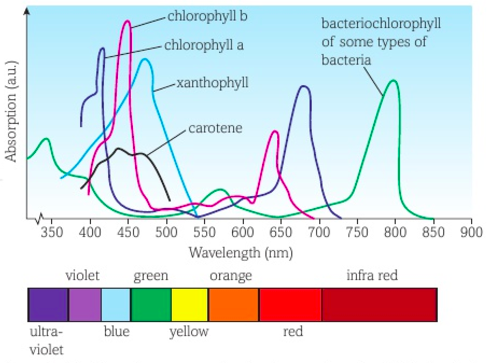 chlorophyll b
chlorophyll a
xanthophyll
carotene
bacteriochlorophyll
of some types of
bacteria
Absorption (a.u.)
350 400 450 500 550 600 650 700 750 800 850 900
Wavelength (nm)
violet green orange infra red
ultra-
violet
blue yellow red